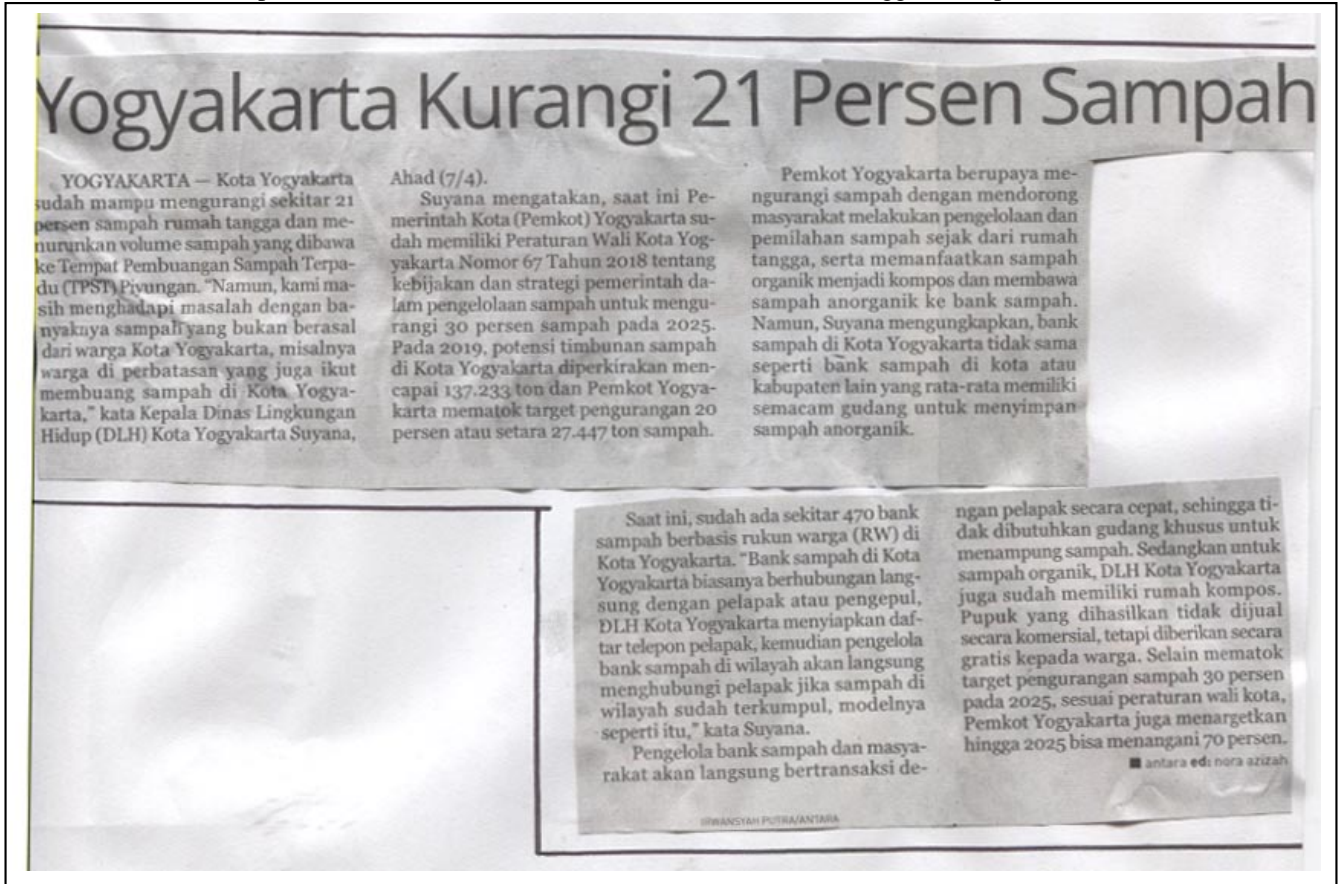 Yogyakarta Kurangi 21 Persen Sampah
YOGYAKARTA — Kota Yogyakarta
sudah mampu mengurangi sekitar 21
persen sampah rumah tangga dan me-
nurunkan volume sampah yang dibawa
ke Tempat Pembuangan Sampah Terpa-
du (TPST) Piyungan. “Namun, kami ma-
sih menghadapi masalah dengan ba-
nyaknya sampah yang bukan berasal
dari warga Kota Yogyakarta, misalnya
warga di perbatasan yang juga ikut
membuang sampah di Kota Yogya-
karta,” kata Kepala Dinas Lingkungan
Hidup (DLH) Kota Yogyakarta Suyana,
Ahad (7/4).
Suyana mengatakan, saat ini Pe-
merintah Kota (Pemkot) Yogyakarta su-
dah memiliki Peraturan Wali Kota Yog-
yakarta Nomor 67 Tahun 2018 tentang
kebijakan dan strategi pemerintah da-
lam pengelolaan sampah untuk mengu-
rangi 30 persen sampah pada 2025.
Pada 2019, potensi timbunan sampah
di Kota Yogyakarta diperkirakan men-
capai 137.233 ton dan Pemkot Yogya-
karta mematok target pengurangan 20
persen atau setara 27.447 ton sampah.
Pemkot Yogyakarta berupaya me-
ngurangi sampah dengan mendorong
masyarakat melakukan pengelolaan dan
pemilahan sampah sejak dari rumah
tangga, serta memanfaatkan sampah
organik menjadi kompos dan membawa
sampah anorganik ke bank sampah.
Namun, Suyana mengungkapkan, bank
sampah di Kota Yogyakarta tidak sama
seperti bank sampah di kota atau
kabupaten lain yang rata-rata memiliki
semacam gudang untuk menyimpan
sampah anorganik.
Saat ini, sudah ada sekitar 470 bank
sampah berbasis rukun warga (RW) di
Kota Yogyakarta. “Bank sampah di Kota
Yogyakarta biasanya berhubungan lang-
sung dengan pelapak atau pengepul,
DLH Kota Yogyakarta menyiapkan daf-
tar telepon pelapak, kemudian pengelola
bank sampah di wilayah akan langsung
menghubungi pelapak jika sampah di
wilayah sudah terkumpul, modelnya
seperti itu,” kata Suyana.
Pengelola bank sampah dan masya-
rakat akan langsung bertransaksi de-
ngan pelapak secara cepat, sehingga ti-
dak dibutuhkan gudang khusus untuk
menampung sampah. Sedangkan untuk
sampah organik, DLH Kota Yogyakarta
juga sudah memiliki rumah kompos.
Pupuk yang dihasilkan tidak dijual
secara komersial, tetapi diberikan secara
gratis kepada warga. Selain mematok
target pengurangan sampah 30 persen
pada 2025, sesuai peraturan wali kota,
Pemkot Yogyakarta juga menargetkan
hingga 2025 bisa menangani 70 persen.
■ antara ed: nora azizah
IRWANSYAH PUTRA/ANTARA